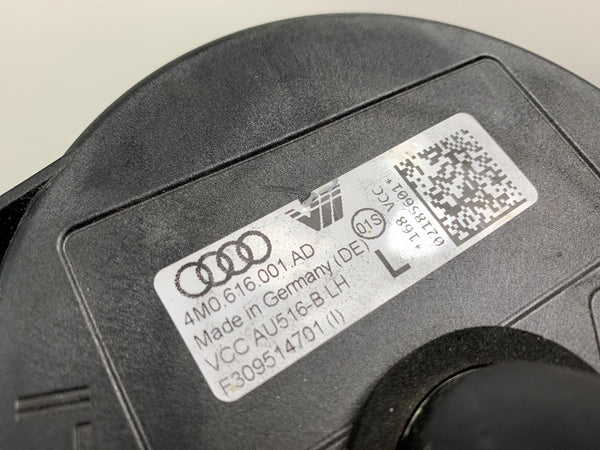 4M0.616.001.AD
Made in Germany (DE) 01S
VCC AU516-B LH L
F309514701 (I)
*168 VCC
02185601*